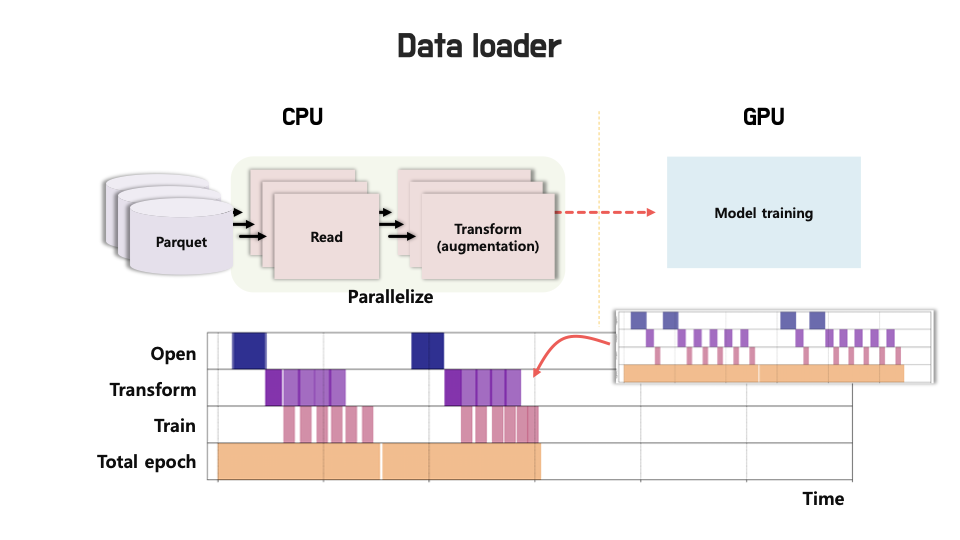 Data loader
CPU
GPU
Parquet
Read
Transform
(augmentation)
Model training
Parallelize
Open
Transform
Train
Total epoch
Time